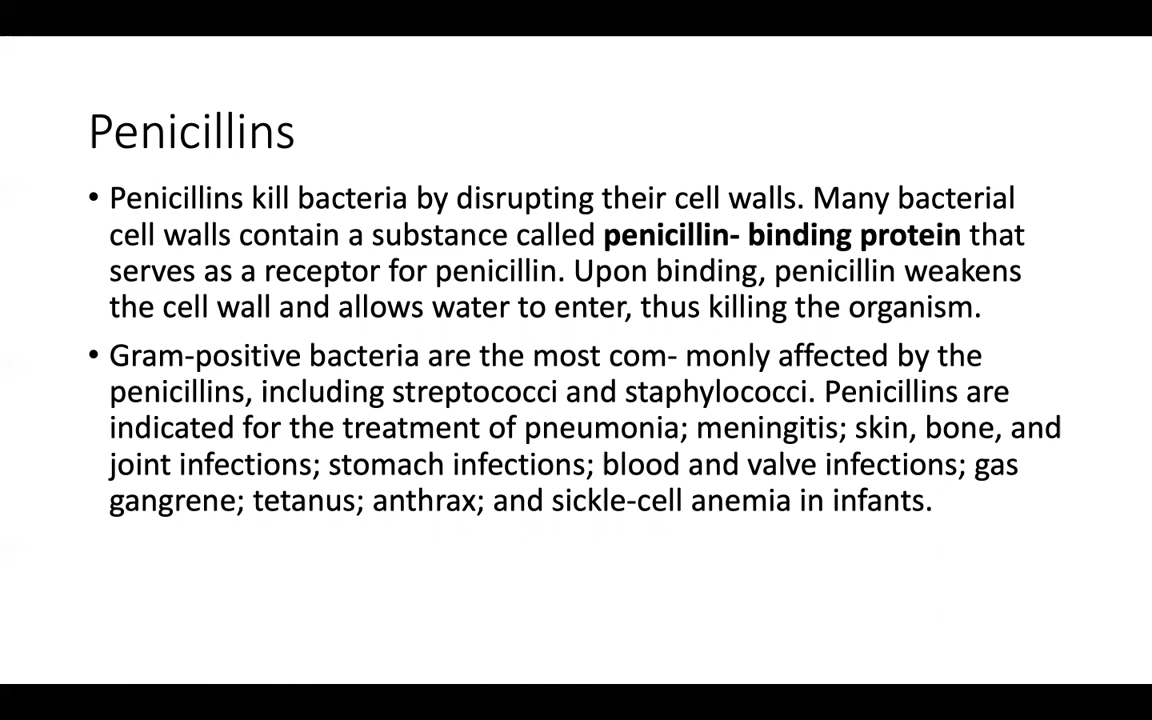 Penicillins
• Penicillins kill bacteria by disrupting their cell walls. Many bacterial
cell walls contain a substance called penicillin- binding protein that
serves as a receptor for penicillin. Upon binding, penicillin weakens
the cell wall and allows water to enter, thus killing the organism.
• Gram-positive bacteria are the most com- monly affected by the
penicillins, including streptococci and staphylococci. Penicillins are
indicated for the treatment of pneumonia; meningitis; skin, bone, and
joint infections; stomach infections; blood and valve infections; gas
gangrene; tetanus; anthrax; and sickle-cell anemia in infants.